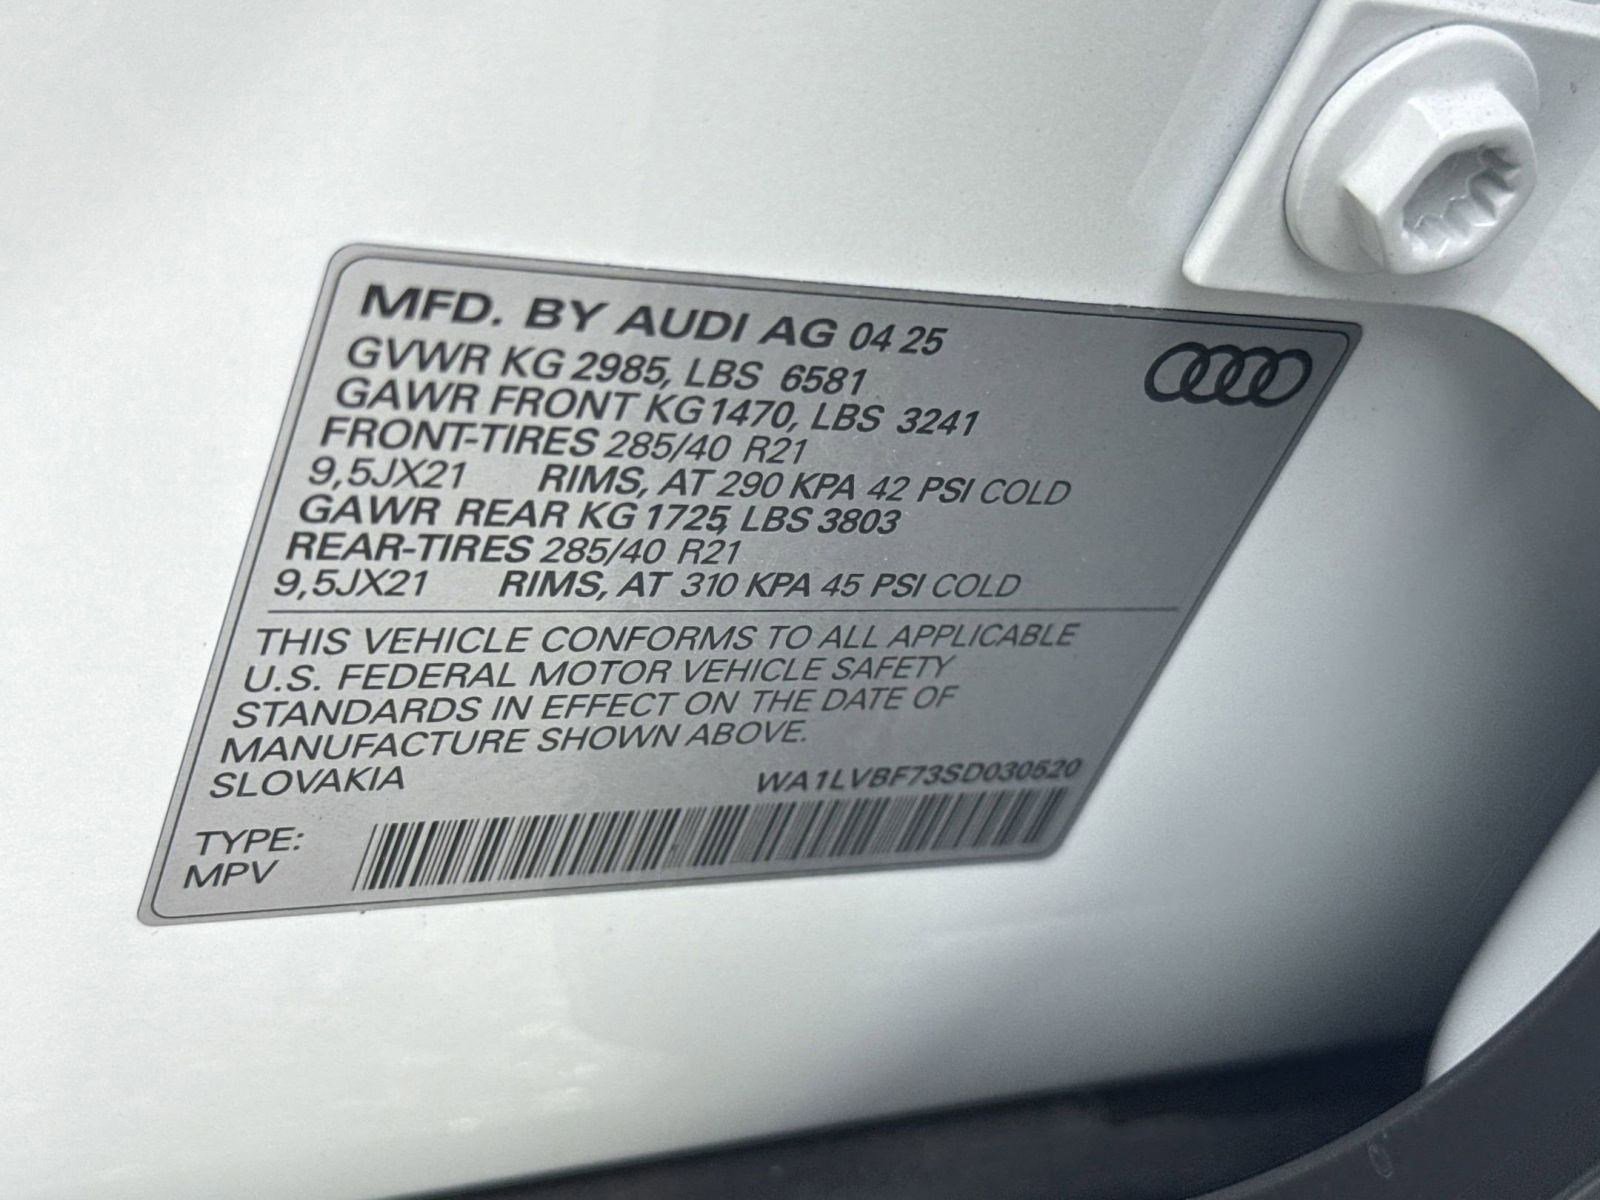 MFD. BY AUDI AG 04 25
GVWR KG 2985, LBS 6581
GAWR FRONT KG 1470, LBS 3241
FRONT-TIRES 285/40 R21
9,5JX21 RIMS, AT 290 KPA 42 PSI COLD
GAWR REAR KG 1725, LBS 3803
REAR-TIRES 285/40 R21
9,5JX21 RIMS, AT 310 KPA 45 PSI COLD
THIS VEHICLE CONFORMS TO ALL APPLICABLE
U.S. FEDERAL MOTOR VEHICLE SAFETY
STANDARDS IN EFFECT ON THE DATE OF
MANUFACTURE SHOWN ABOVE.
SLOVAKIA WA1LVBF73SD030520
TYPE:
MPV